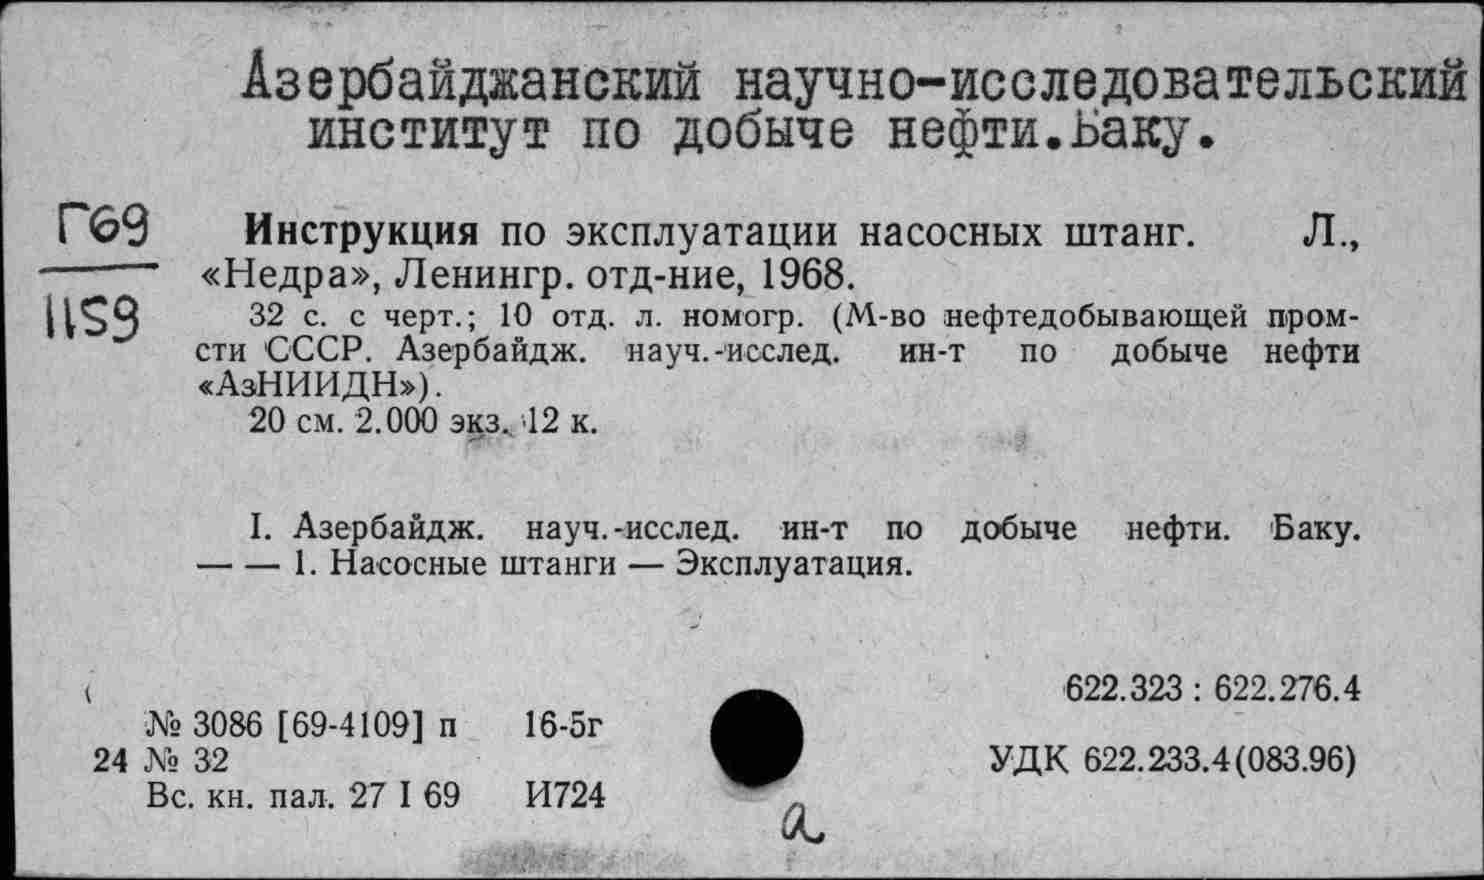 Азербайджанский научно-исследовательский
институт по добыче нефти.Баку.
Г69
1159
Инструкция по эксплуатации насосных штанг. Л.,
«Недра», Ленингр. отд-ние, 1968.
32 с. с черт.; 10 отд. л. номогр. (М-во нефтедобывающей пром-
сти СССР. Азербайдж. науч.-исслед. ин-т по добыче нефти
«АзНИИДН»).
20 см. 2.000 экз. 12 к.
I. Азербайдж. науч.-исслед. ин-т по добыче нефти. Баку.
— — 1. Насосные штанги — Эксплуатация.
622.323 : 622.276.4
№ 3086 [69-4109] п 16-5г
24 № 32
УДК 622.233.4(083.96)
Вс. кн. пал. 27 I 69 И724
а